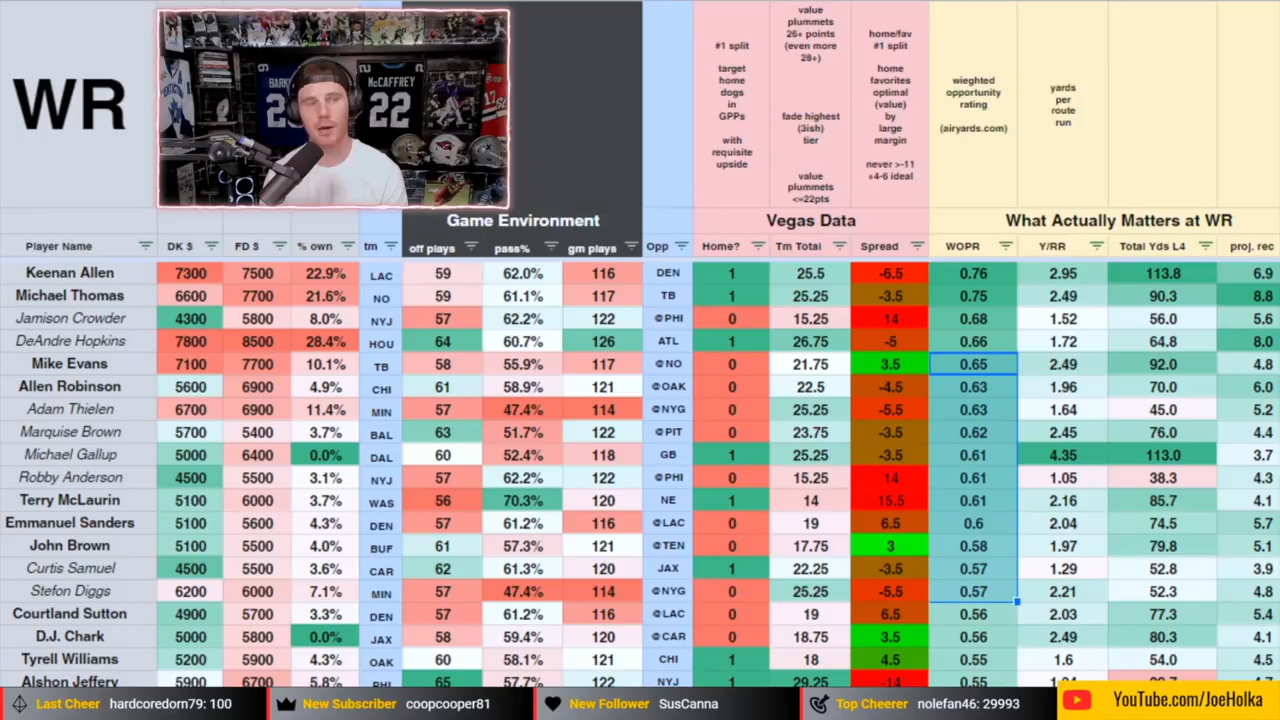 WR
BARK
McCAFFREY
22
17
#1 split
target
home
dogs
in
GPPs
with
requisite
upside
value
plummets
26+ points
(even more
28+)
fade highest
(3ish)
tier
value
plummets
<=22pts
home/fav
#1 split
home
favorites
optimal
(value)
by
large
margin
never >-11
+4-6 ideal
wieghted
opportunity
rating
(airyards.com)
yards
per
route
run
Game Environment Vegas Data What Actually Matters at WR
Player Name DK $ FD $ % own tm off plays pass% gm plays Opp Home? Tm Total Spread WOPR Y/RR Total Yds L4 proj. rec
Keenan Allen 7300 7500 22.9% LAC 59 62.0% 116 DEN 1 25.5 -6.5 0.76 2.95 113.8 6.9
Michael Thomas 6600 7700 21.6% NO 59 61.1% 117 TB 1 25.25 -3.5 0.75 2.49 90.3 8.8
Jamison Crowder 4300 5800 8.0% NYJ 57 62.2% 122 @PHI 0 15.25 14 0.68 1.52 56.0 5.6
DeAndre Hopkins 7800 8500 28.4% HOU 64 60.7% 126 ATL 1 26.75 -5 0.66 1.72 64.8 8.0
Mike Evans 7100 7700 10.1% TB 58 55.9% 117 @NO 0 21.75 3.5 0.65 2.49 92.0 4.8
Allen Robinson 5600 6900 4.9% CHI 61 58.9% 121 @OAK 0 22.5 -4.5 0.63 1.96 70.0 6.0
Adam Thielen 6700 6900 11.4% MIN 57 47.4% 114 @NYG 0 25.25 -5.5 0.63 1.64 45.0 5.2
Marquise Brown 5700 5400 3.7% BAL 63 51.7% 122 @PIT 0 23.75 -3.5 0.62 2.45 76.0 4.4
Michael Gallup 5000 6400 0.0% DAL 60 52.4% 118 GB 1 25.25 -3.5 0.61 4.35 113.0 3.7
Robby Anderson 4500 5500 3.1% NYJ 57 62.2% 122 @PHI 0 15.25 14 0.61 1.05 38.3 4.3
Terry McLaurin 5100 6000 3.7% WAS 56 70.3% 120 NE 1 14 15.5 0.61 2.16 85.7 4.1
Emmanuel Sanders 5100 5600 4.3% DEN 57 61.2% 116 @LAC 0 19 6.5 0.6 2.04 74.5 5.7
John Brown 5100 5500 4.0% BUF 61 57.3% 121 @TEN 0 17.75 3 0.58 1.97 79.8 5.1
Curtis Samuel 4500 5500 3.6% CAR 62 61.3% 120 JAX 1 22.25 -3.5 0.57 1.29 52.8 3.9
Stefon Diggs 6200 6000 7.1% MIN 57 47.4% 114 @NYG 0 25.25 -5.5 0.57 2.21 52.3 4.8
Courtland Sutton 4900 5700 3.3% DEN 57 61.2% 116 @LAC 0 19 6.5 0.56 2.03 77.3 5.4
D.J. Chark 5000 5800 0.0% JAX 58 59.4% 120 @CAR 0 18.75 3.5 0.56 2.49 80.3 4.1
Tyrell Williams 5200 5900 4.3% OAK 60 58.1% 121 CHI 1 18 4.5 0.55 1.6 54.0 4.5
Alshon Jeffery 5900 6700 5.8% PHI 65 57.7% 122 NYJ 1 29.25 -14 0.55
Last Cheer hardcoredorn79: 100 New Subscriber coopcooper81 New Follower SusCanna Top Cheerer nolefan46: 29993 YouTube.com/JoeHolka